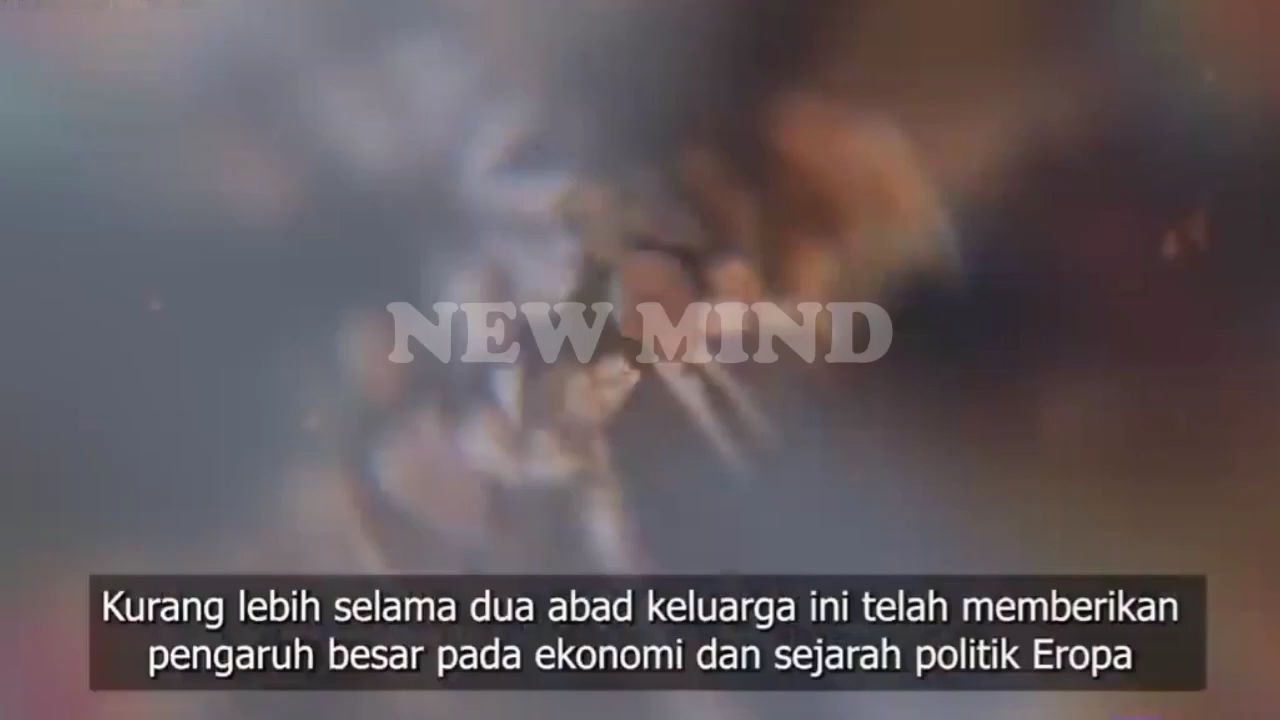 NEW MIND
Kurang lebih selama dua abad keluarga ini telah memberikan
pengaruh besar pada ekonomi dan sejarah politik Eropa